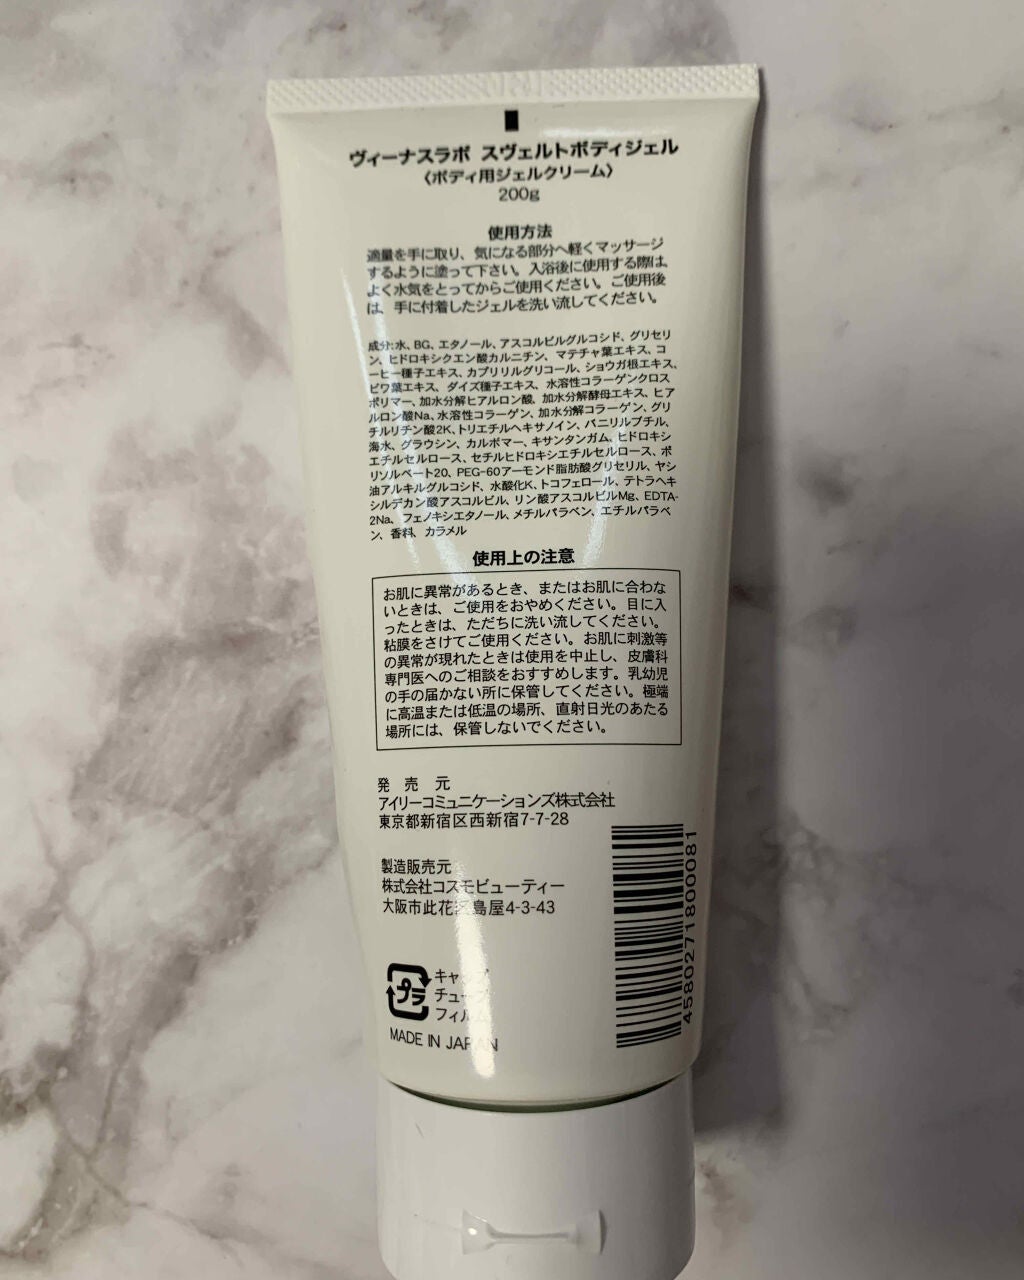 ヴィーナスラボ スヴェルトボディジェル
〈ボディ用ジェルクリーム〉
200g
使用方法
適量を手に取り、気になる部分へ軽くマッサージ
するように塗って下さい。入浴後に使用する際は、
よく水気をとってからご使用ください。ご使用後
は、手に付着したジェルを洗い流してください。
成分:水、BG、エタノール、アスコルビルグルコシド、グリセリ
ン、ヒドロキシクエン酸カルニチン、マテチャ葉エキス、コ
ーヒー種子エキス、カプリリルグリコール、ショウガ根エキス、
ビワ葉エキス、ダイズ種子エキス、水溶性コラーゲンクロス
ポリマー、加水分解ヒアルロン酸、加水分解酵母エキス、ヒア
ルロン酸Na、水溶性コラーゲン、加水分解コラーゲン、グリ
チルリチン酸2K、トリエチルヘキサノイン、バニリルブチル、
海水、グラウシン、カルボマー、キサンタンガム、ヒドロキシ
エチルセルロース、セチルヒドロキシエチルセルロース、ポ
リソルベート20、PEG-60アーモンド脂肪酸グリセリル、ヤシ
油アルキルグルコシド、水酸化K、トコフェロール、テトラヘキ
シルデカン酸アスコルビル、リン酸アスコルビルMg、EDTA-
2Na、フェノキシエタノール、メチルパラベン、エチルパラベ
ン、香料、カラメル
使用上の注意
お肌に異常があるとき、またはお肌に合わな
いときは、ご使用をおやめください。目に入
ったときは、ただちに洗い流してください。
粘膜をさけてご使用ください。お肌に刺激等
の異常が現れたときは使用を中止し、皮膚科
専門医へのご相談をおすすめします。乳幼児
の手の届かない所に保管してください。極端
に高温または低温の場所、直射日光のあたる
場所には、保管しないでください。
発 売 元
アイリーコミュニケーションズ株式会社
東京都新宿区西新宿7-7-28
製造販売元
株式会社コスモビューティー
大阪市此花区島屋4-3-43
プラ
キャップ
チューブ
フィルム
MADE IN JAPAN
4580271800081